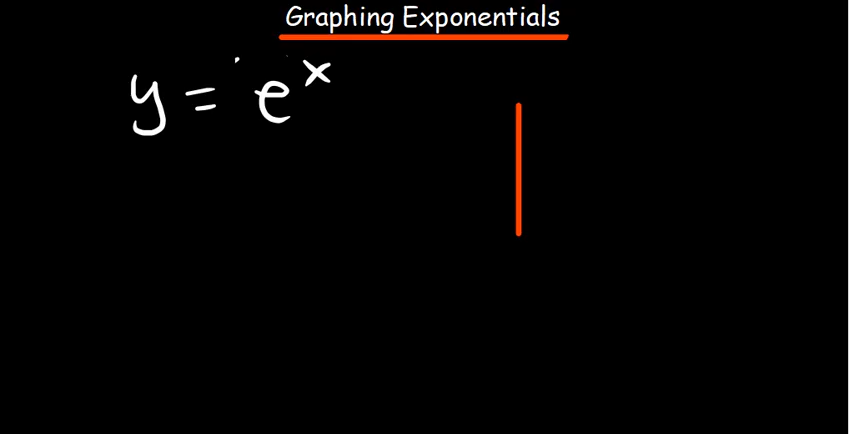 Graphing Exponentials
y = e^x